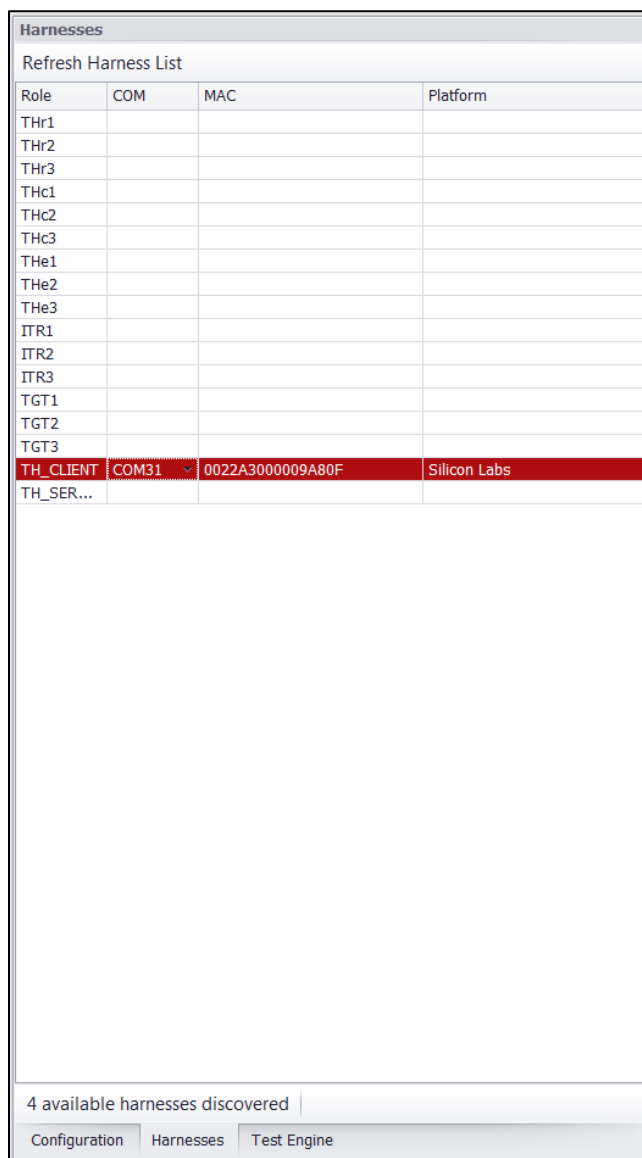 Harnesses
Refresh Harness List
Role COM MAC Platform
THr1
THr2
THr3
THc1
THc2
THc3
THe1
THe2
THe3
ITR1
ITR2
ITR3
TGT1
TGT2
TGT3
TH_CLIENT COM31 0022A3000009A80F Silicon Labs
TH_SER...
4 available harnesses discovered
Configuration Harnesses Test Engine